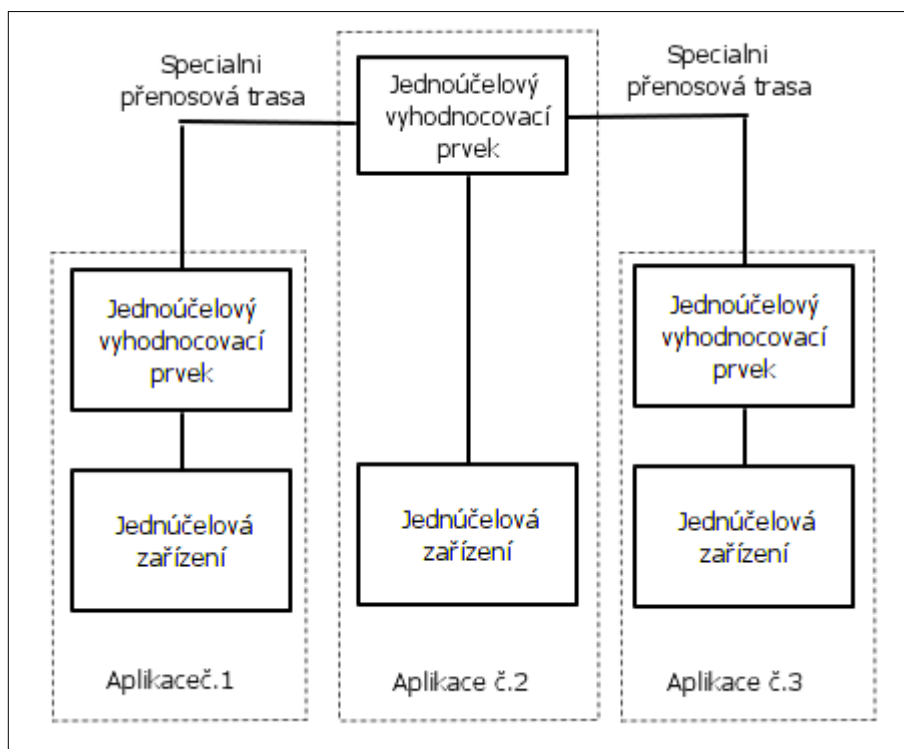 Specialni
přenosová trasa
Jednoúčelový
vyhodnocovací
prvek
Specialni
přenosová trasa
Jednoúčelový
vyhodnocovací
prvek
Jednoúčelový
vyhodnocovací
prvek
Jednúčelová
zařízení
Jednúčelová
zařízení
Jednúčelová
zařízení
Aplikaceč.1
Aplikace č.2
Aplikace č.3